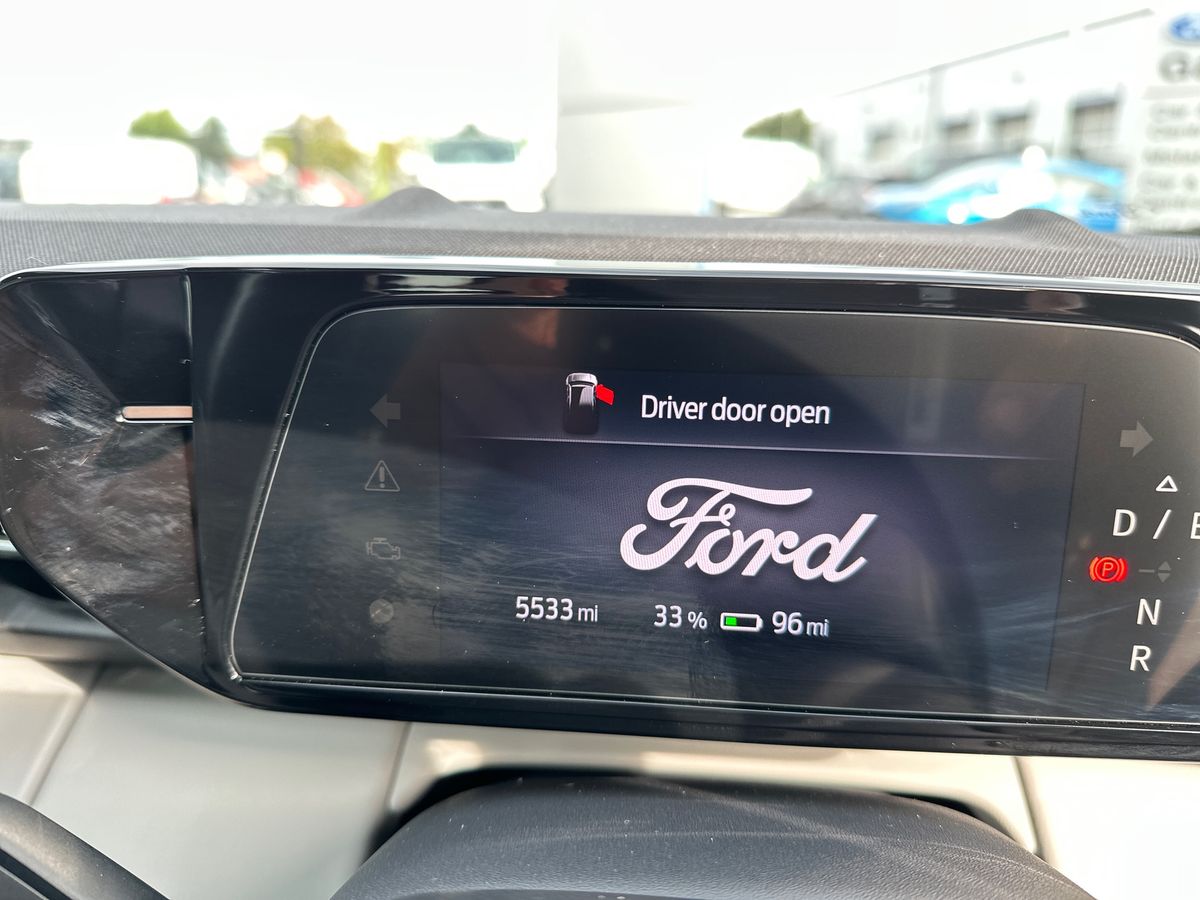 Driver door open
Ford
5533 mi 33 % 96 mi
D / E
P
N
R